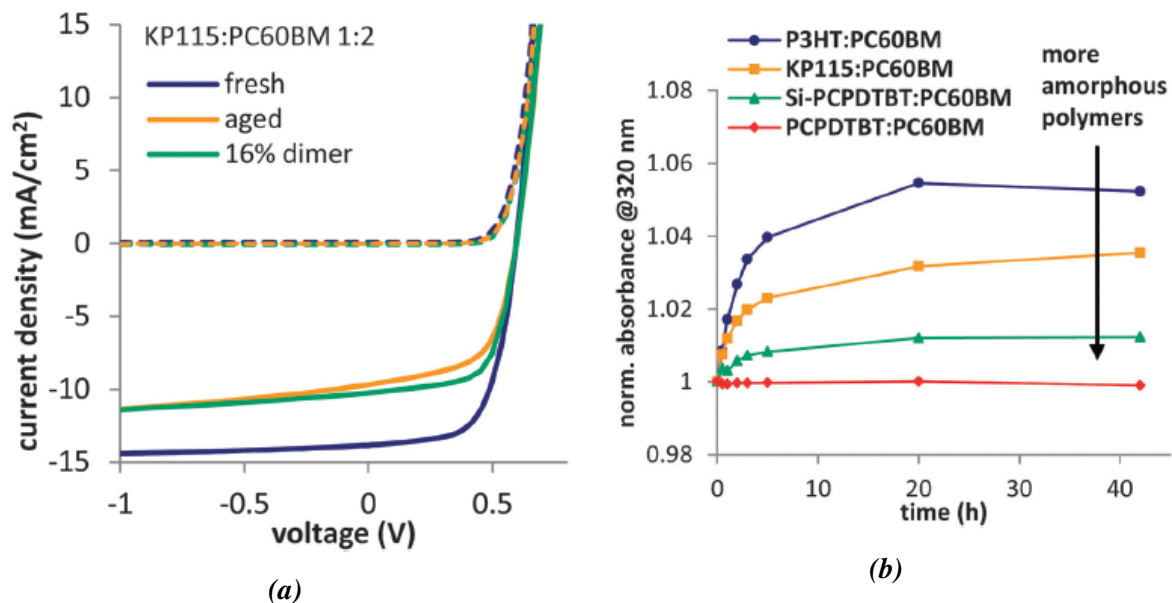 15
10
5
0
-5
-10
-15
current density (mA/cm²)
KP115:PC60BM 1:2
fresh
aged
16% dimer
-1
-0.5
0
0.5
voltage (V)
(a)
P3HT:PC60BM
KP115:PC60BM
Si-PCPDTBT:PC60BM
PCPDTBT:PC60BM
more
amorphous
polymers
1.08
1.06
1.04
1.02
1
0.98
norm. absorbance @320 nm
0
10
20
30
40
time (h)
(b)